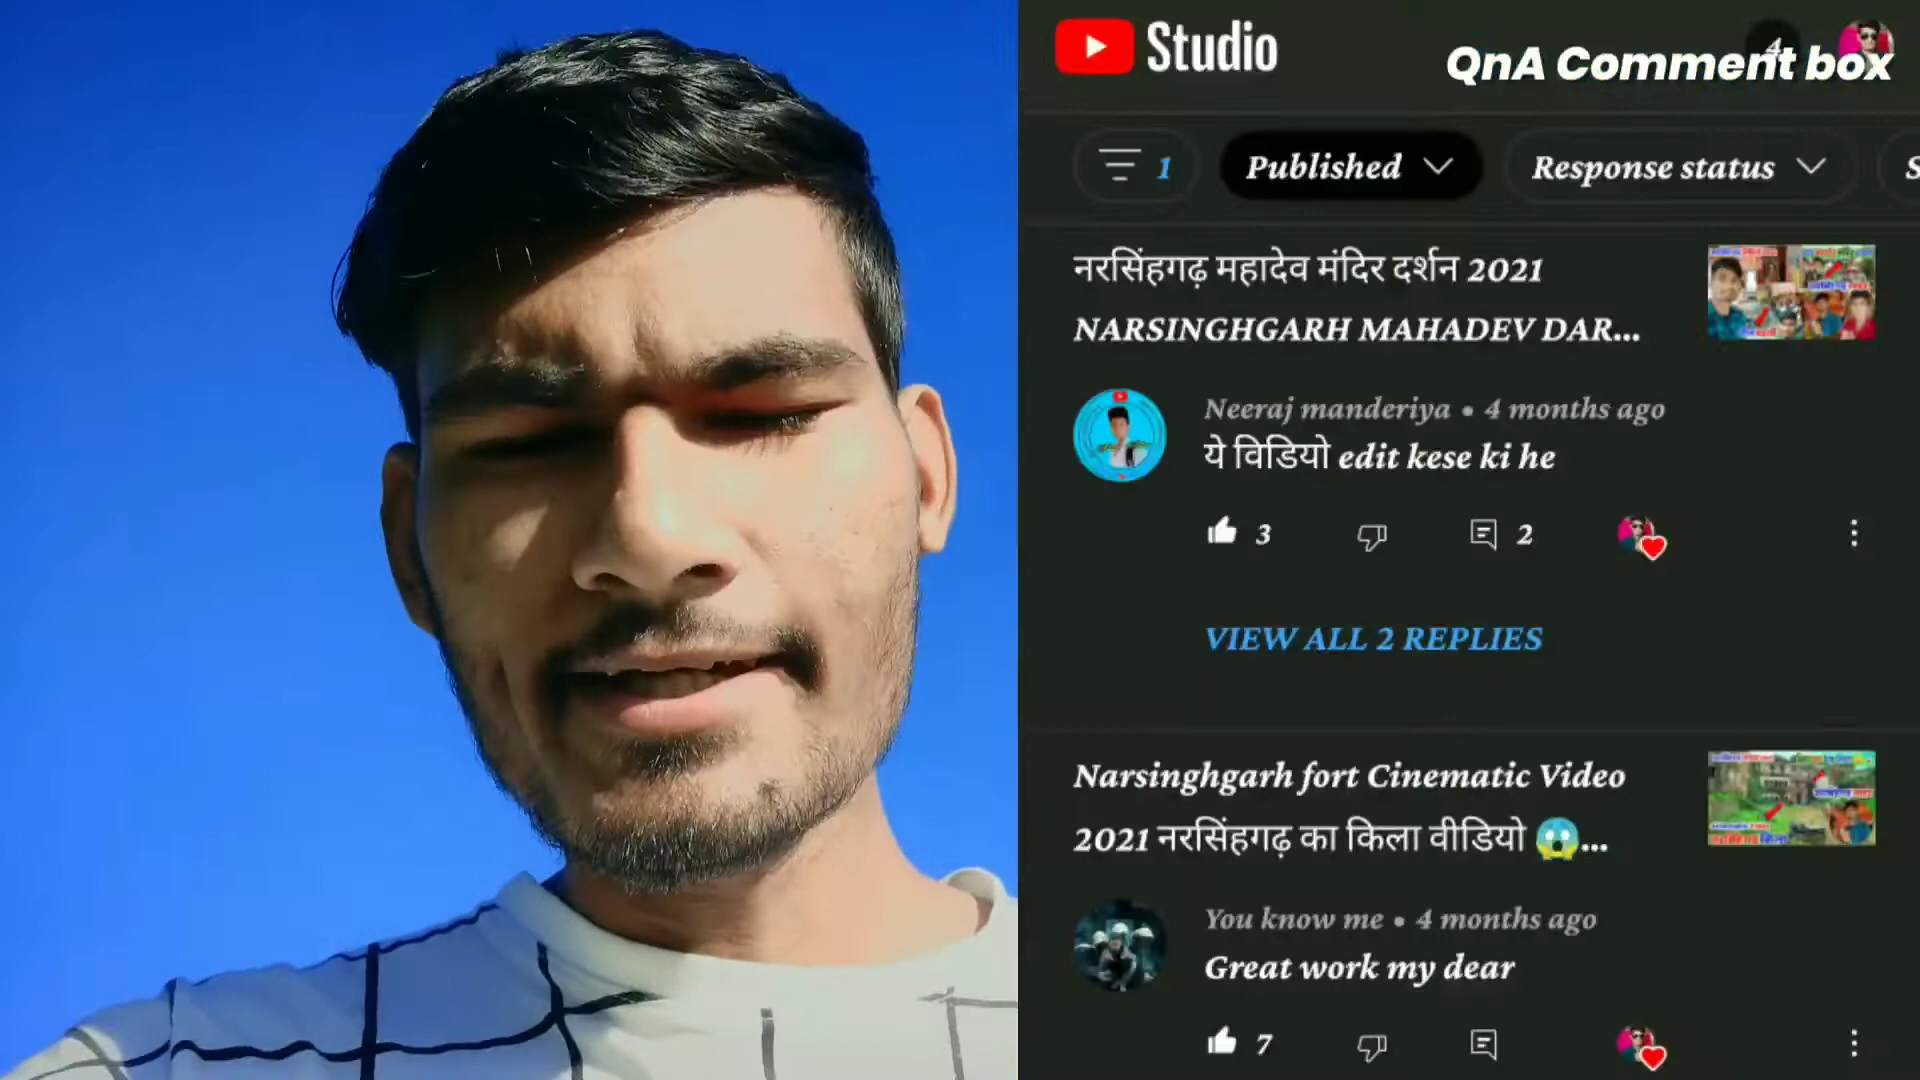 Studio
QnA Comment box
4
1
Published
Response status
S
नरसिंहगढ़ महादेव मंदिर दर्शन 2021
NARSINGHGARH MAHADEV DAR...
Neeraj manderiya • 4 months ago
ये विडियो edit kese ki he
3
2
VIEW ALL 2 REPLIES
Narsinghgarh fort Cinematic Video
2021 नरसिंहगढ़ का किला वीडियो 😱...
You know me • 4 months ago
Great work my dear
7